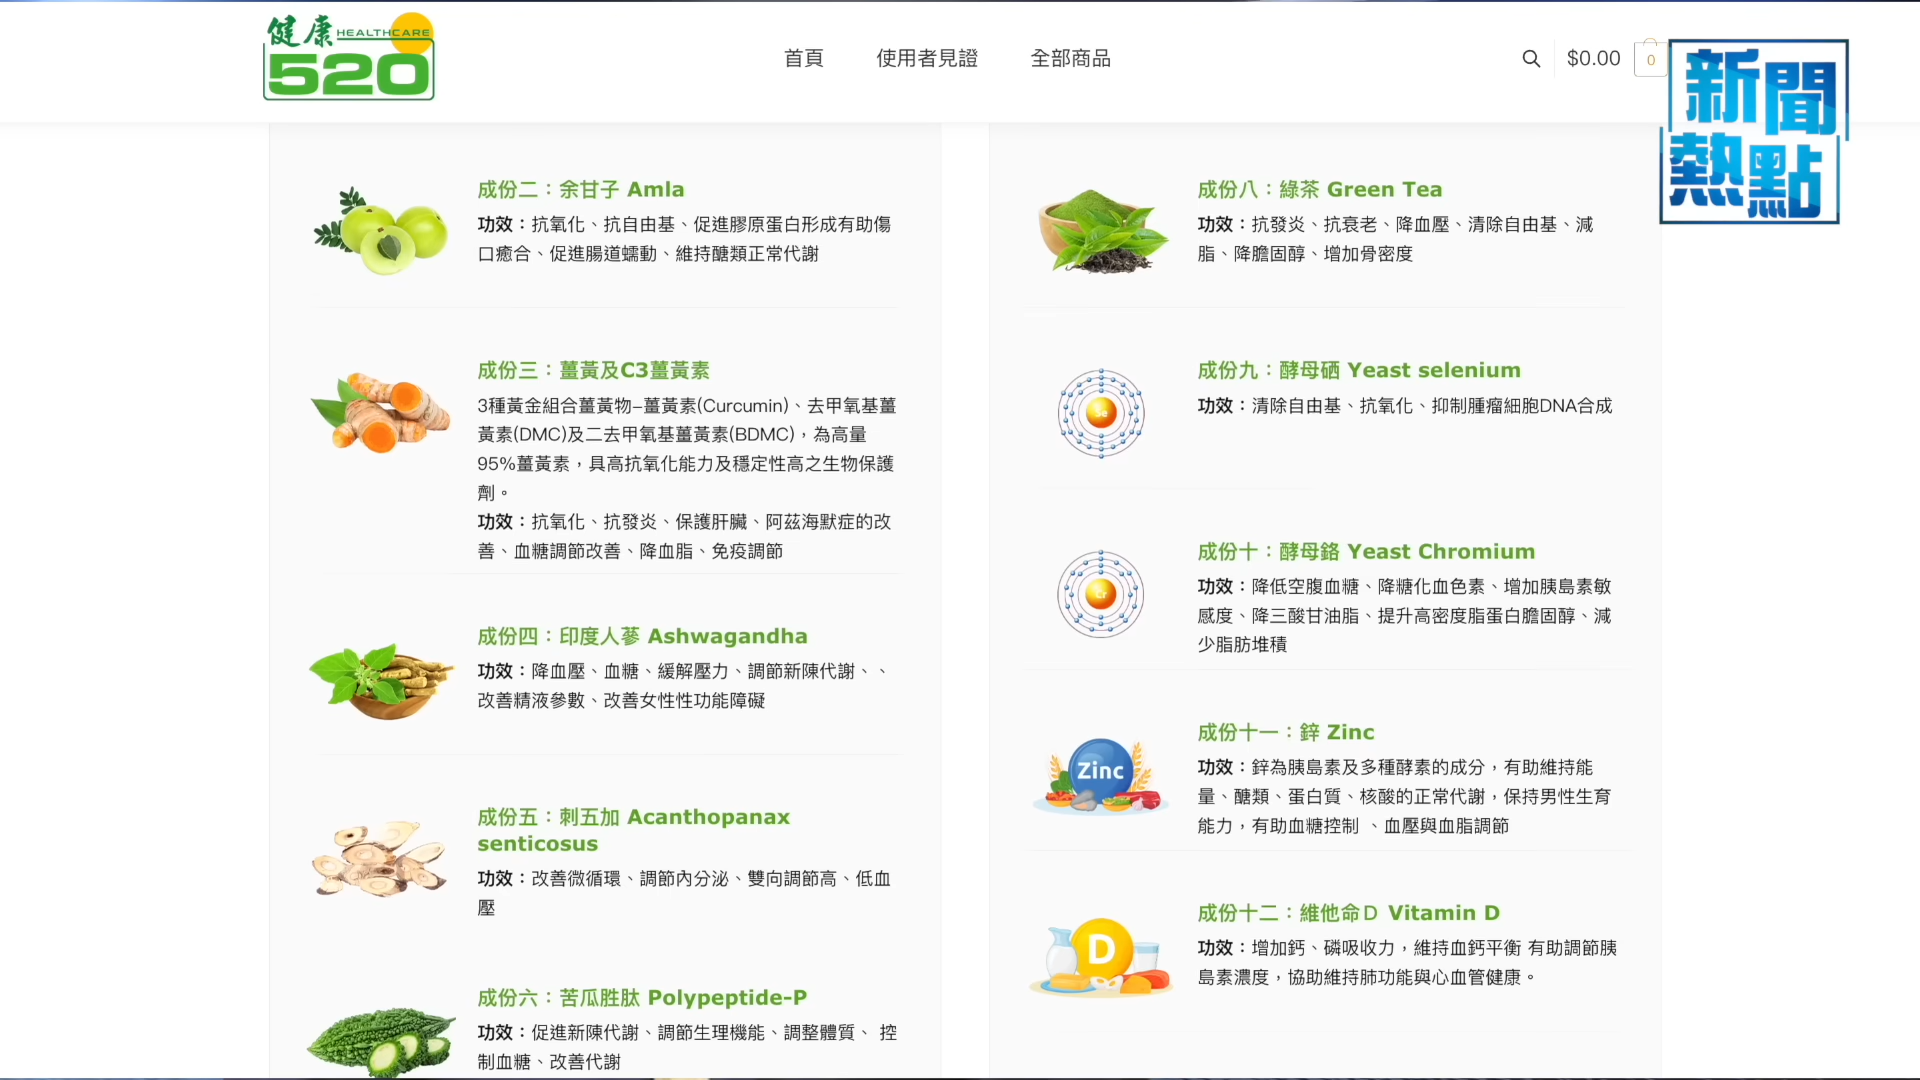 健康 HEALTHCARE
520
首頁
使用者見證
全部商品
$0.00
0
新聞
熱點
成份二：余甘子 Amla
功效：抗氧化、抗自由基、促進膠原蛋白形成有助傷
口癒合、促進腸道蠕動、維持醣類正常代謝
成份三：薑黃及C3薑黃素
3種黃金組合薑黃物–薑黃素(Curcumin)、去甲氧基薑
黃素(DMC)及二去甲氧基薑黃素(BDMC)，為高量
95%薑黃素，具高抗氧化能力及穩定性高之生物保護
劑。
功效：抗氧化、抗發炎、保護肝臟、阿茲海默症的改
善、血糖調節改善、降血脂、免疫調節
成份四：印度人蔘 Ashwagandha
功效：降血壓、血糖、緩解壓力、調節新陳代謝、、
改善精液參數、改善女性性功能障礙
成份五：刺五加 Acanthopanax
senticosus
功效：改善微循環、調節內分泌、雙向調節高、低血
壓
成份六：苦瓜胜肽 Polypeptide-P
功效：促進新陳代謝、調節生理機能、調整體質、 控
制血糖、改善代謝
成份八：綠茶 Green Tea
功效：抗發炎、抗衰老、降血壓、清除自由基、減
脂、降膽固醇、增加骨密度
Se
成份九：酵母硒 Yeast selenium
功效：清除自由基、抗氧化、抑制腫瘤細胞DNA合成
Cr
成份十：酵母鉻 Yeast Chromium
功效：降低空腹血糖、降糖化血色素、增加胰島素敏
感度、降三酸甘油脂、提升高密度脂蛋白膽固醇、減
少脂肪堆積
Zinc
成份十一：鋅 Zinc
功效：鋅為胰島素及多種酵素的成分，有助維持能
量、醣類、蛋白質、核酸的正常代謝，保持男性生育
能力，有助血糖控制 、血壓與血脂調節
D
成份十二：維他命Ｄ Vitamin D
功效：增加鈣、磷吸收力，維持血鈣平衡 有助調節胰
島素濃度，協助維持肺功能與心血管健康。